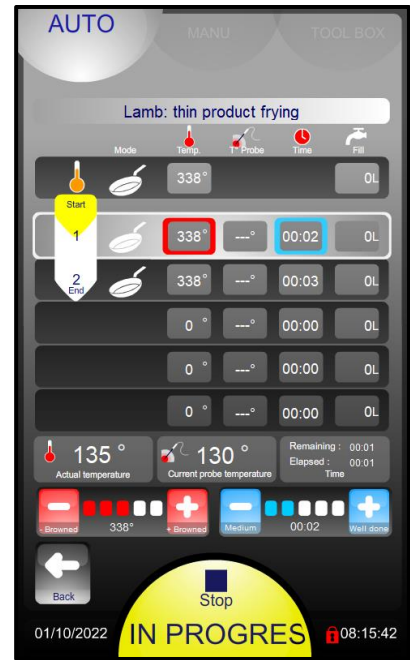 AUTO MANU TOOL BOX
Lamb: thin product frying
Mode Temp. T° Probe Time Fill
338° 0L
Start
1 338° ---° 00:02 0L
2 338° ---° 00:03 0L
End
0 ° ---° 00:00 0L
0 ° ---° 00:00 0L
0 ° ---° 00:00 0L
135 ° 130 ° Remaining : 00:01
Elapsed : 00:01
Actual temperature Current probe temperature Time
- Browned 338° + Browned Medium 00:02 Well done
Back
Stop
01/10/2022 IN PROGRES 08:15:42